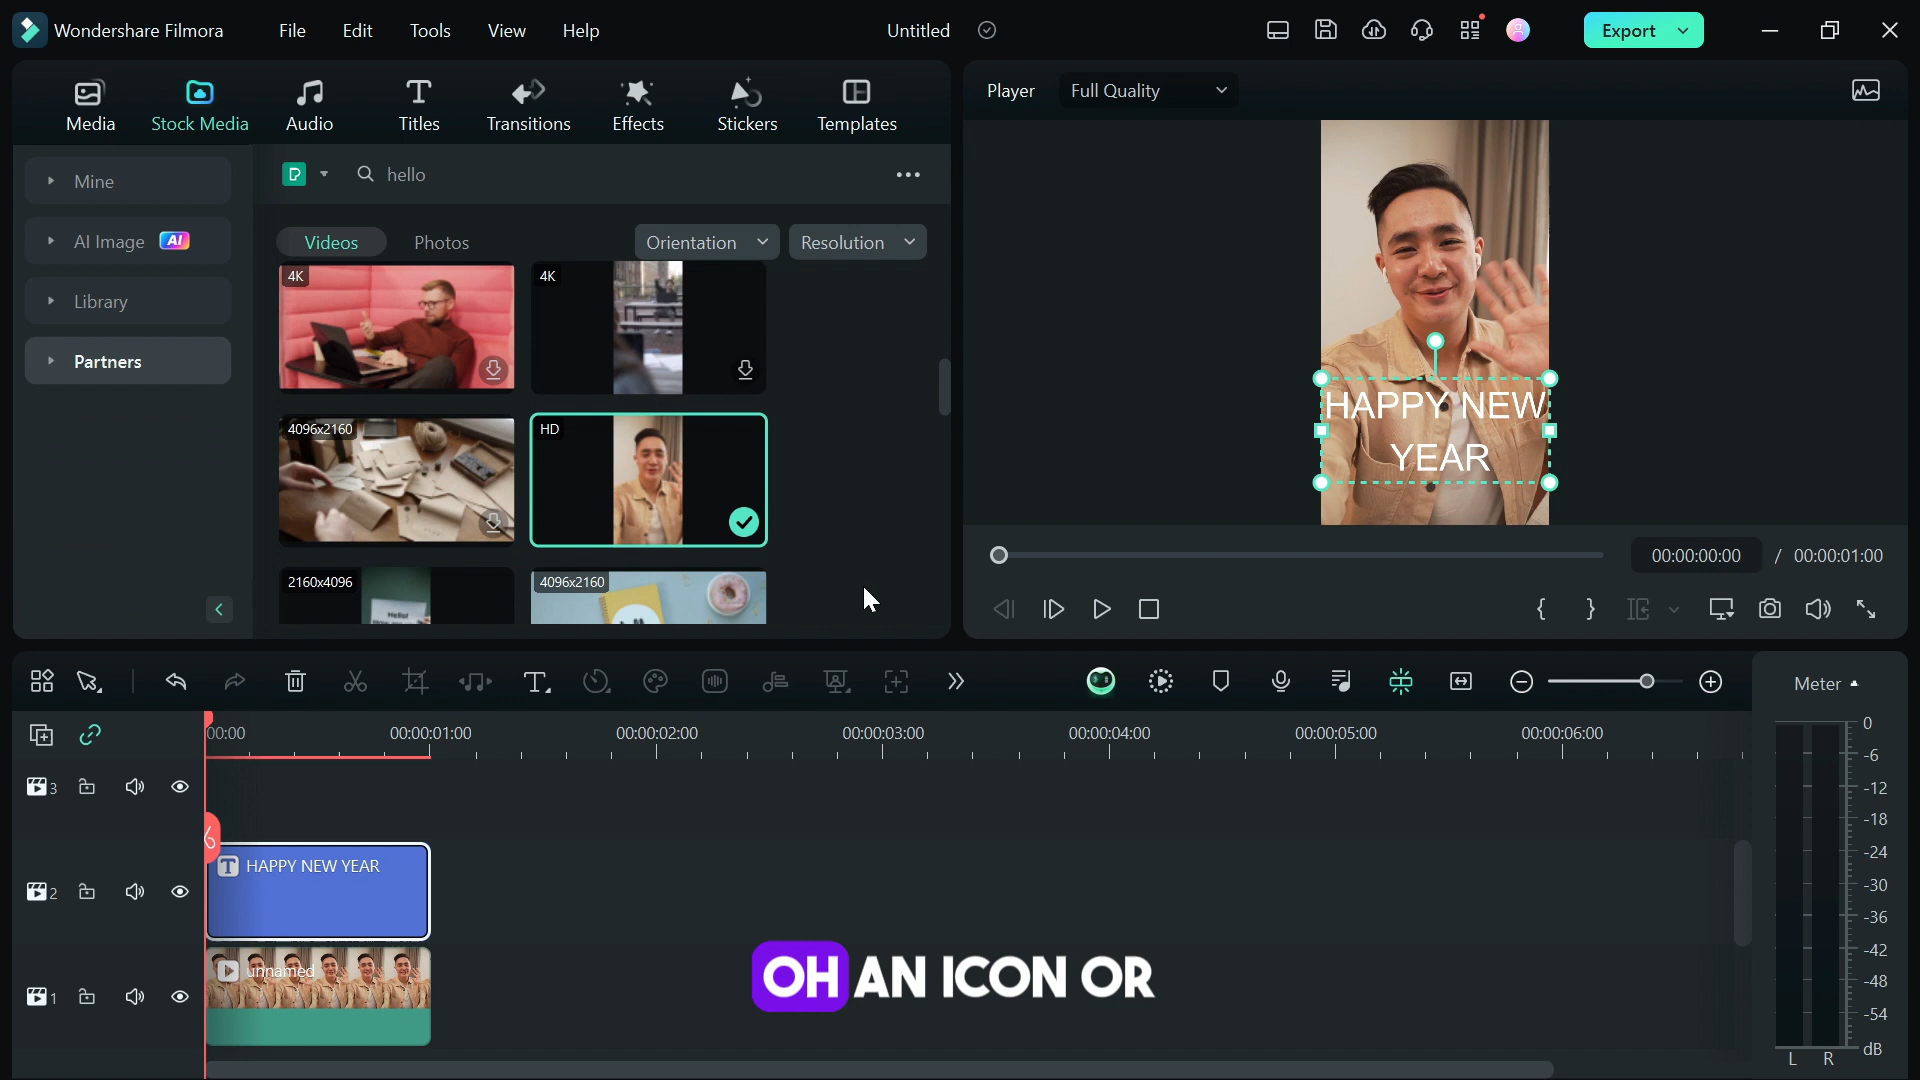 Wondershare Filmora File Edit Tools View Help Untitled Export
Media Stock Media Audio Titles Transitions Effects Stickers Templates
Player Full Quality
Mine
AI Image AI
Library
Partners
hello
Videos Photos Orientation Resolution
4K 4K
4096x2160 HD
2160x4096 4096x2160
Hello!
HAPPY NEW
YEAR
00:00:00:00 / 00:00:01:00
Meter
00:00 00:00:01:00 00:00:02:00 00:00:03:00 00:00:04:00 00:00:05:00 00:00:06:00
3
2
1
HAPPY NEW YEAR
unnamed
OH AN ICON OR
0
-6
-12
-18
-24
-30
-36
-42
-48
-54
dB
L R